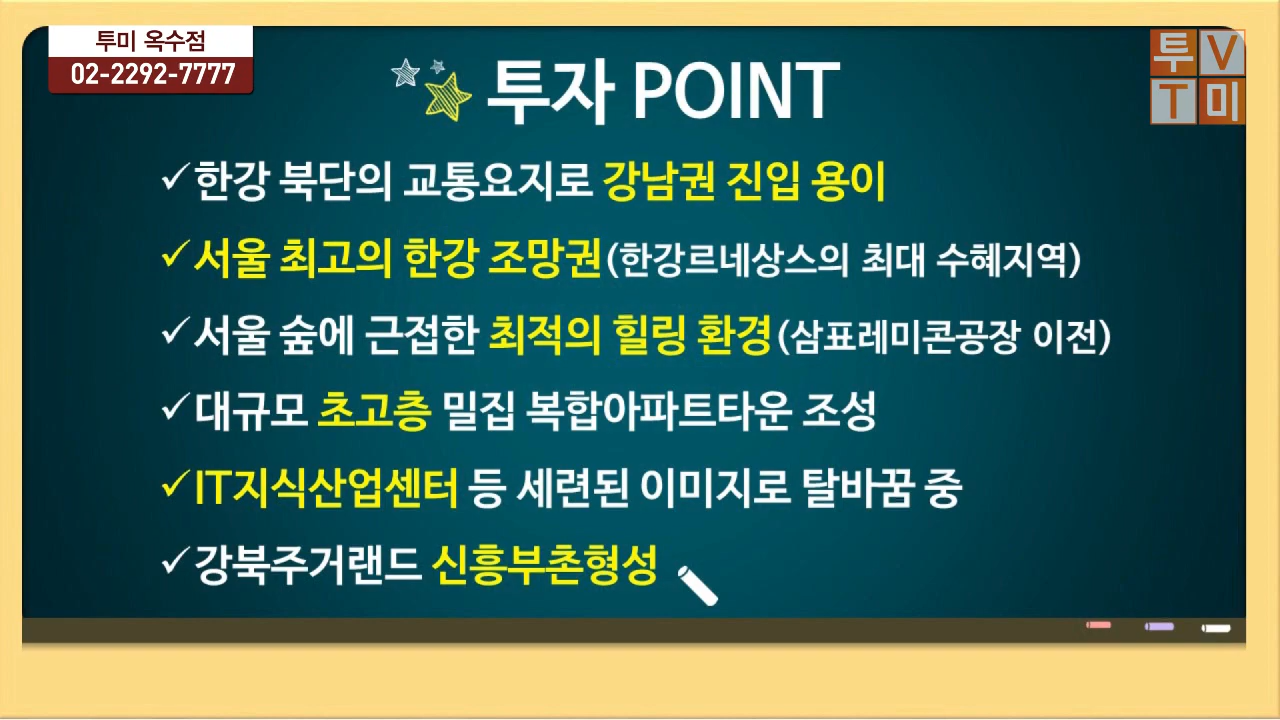 투미 옥수점
02-2292-7777
투V
T미
투자 POINT
✓한강 북단의 교통요지로 강남권 진입 용이
✓서울 최고의 한강 조망권(한강르네상스의 최대 수혜지역)
✓서울 숲에 근접한 최적의 힐링 환경(삼표레미콘공장 이전)
✓대규모 초고층 밀집 복합아파트타운 조성
✓IT지식산업센터 등 세련된 이미지로 탈바꿈 중
✓강북주거랜드 신흥부촌형성